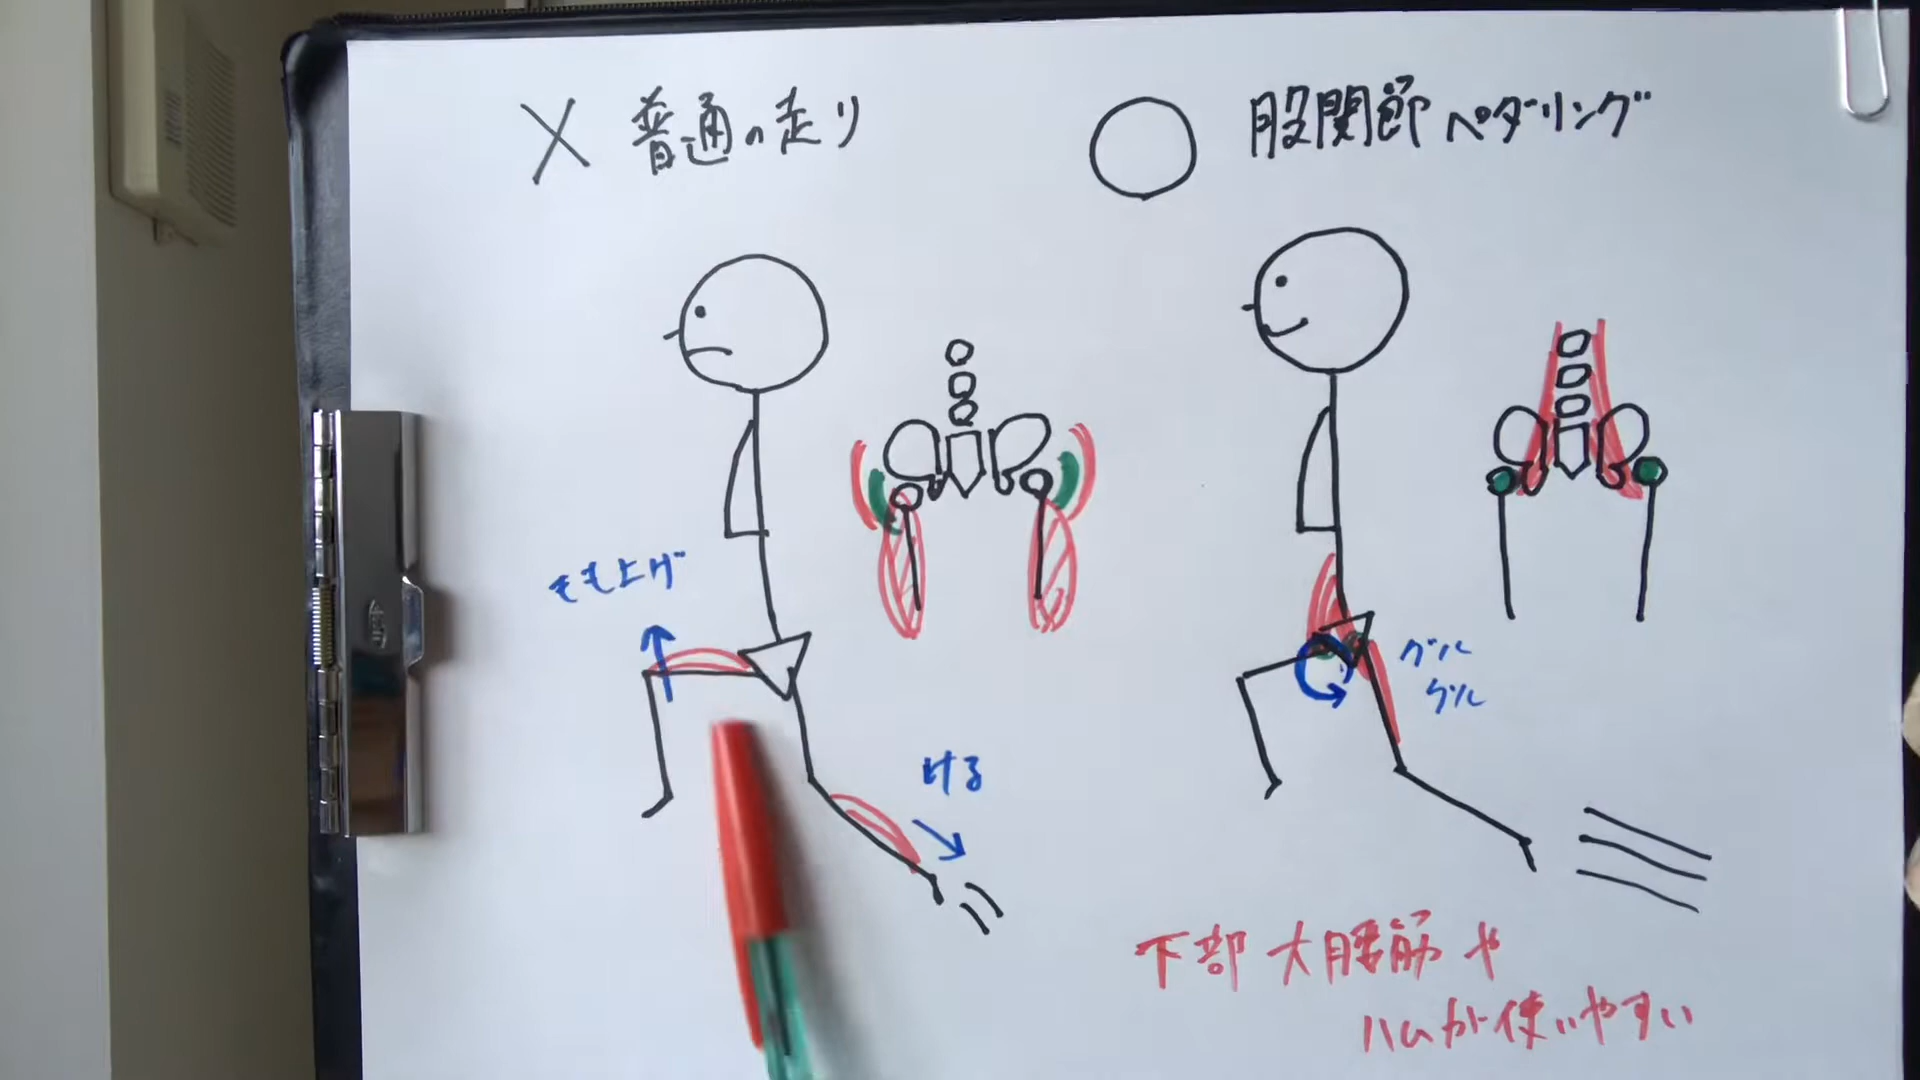 × 普通の走り
○ 股関節ペダリング
もも上げ
ける
グル
グル
下部大腰筋や
ハムが使いやすい